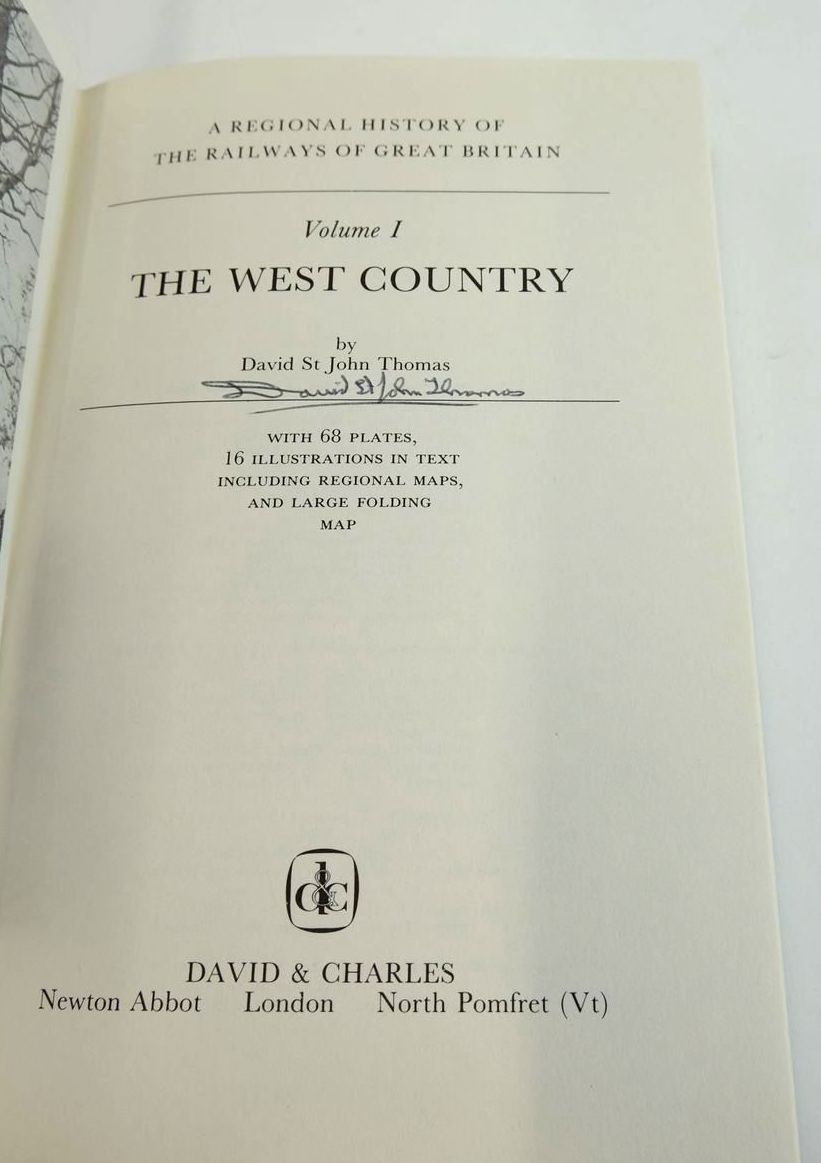 A REGIONAL HISTORY OF
THE RAILWAYS OF GREAT BRITAIN
Volume I
THE WEST COUNTRY
by
David St John Thomas
David St John Thomas
WITH 68 PLATES,
16 ILLUSTRATIONS IN TEXT
INCLUDING REGIONAL MAPS,
AND LARGE FOLDING
MAP
d&c
DAVID & CHARLES
Newton Abbot London North Pomfret (Vt)